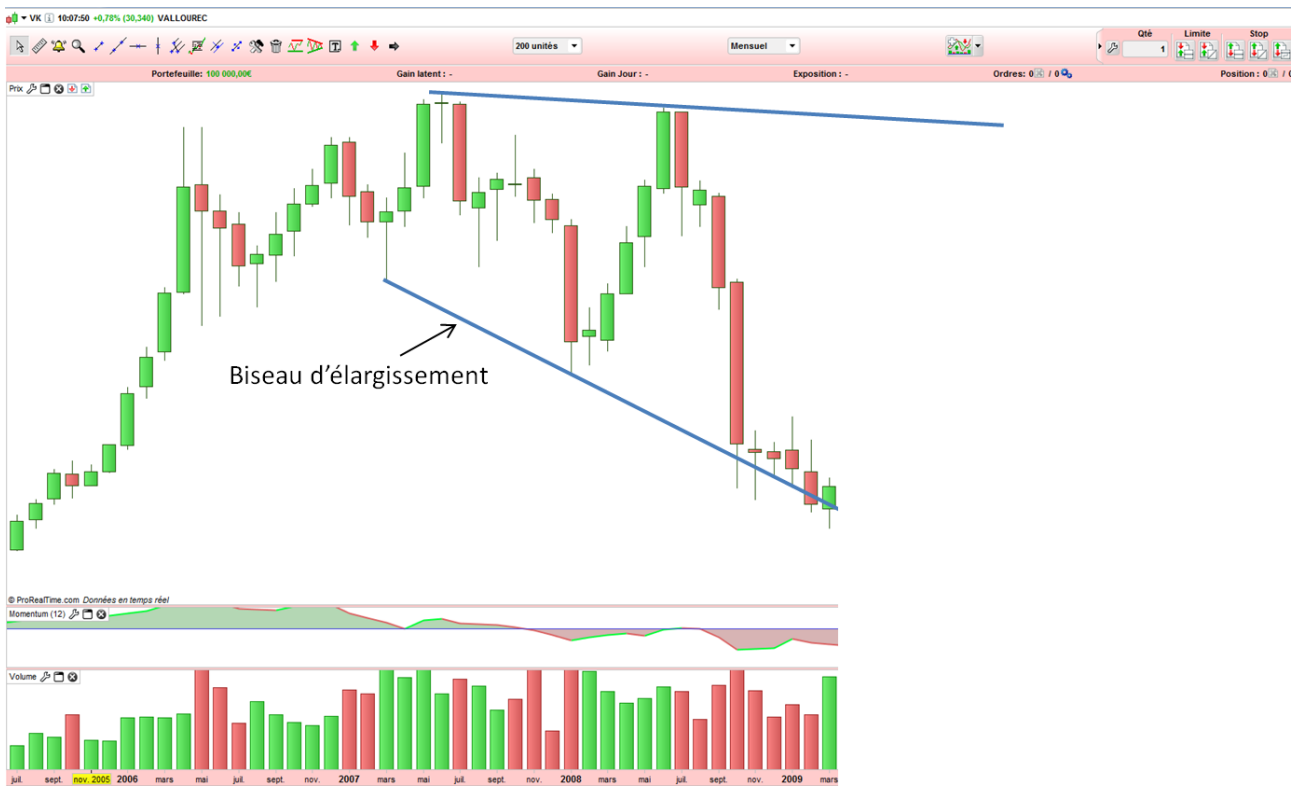 VK 10:07:50 +0,78% (30,340) VALLOUREC
Qté Limite Stop
200 unités Mensuel 1
Portefeuille: 100 000,00€ Gain latent : - Gain Jour : - Exposition : - Ordres: 0 / 0 Position : 0 / 0
Prix
Biseau d'élargissement
© ProRealTime.com Données en temps réel
Momentum (12)
Volume
juil. sept. nov. 2005 2006 mars mai juil. sept. nov. 2007 mars mai juil. sept. nov. 2008 mars mai juil. sept. nov. 2009 mars